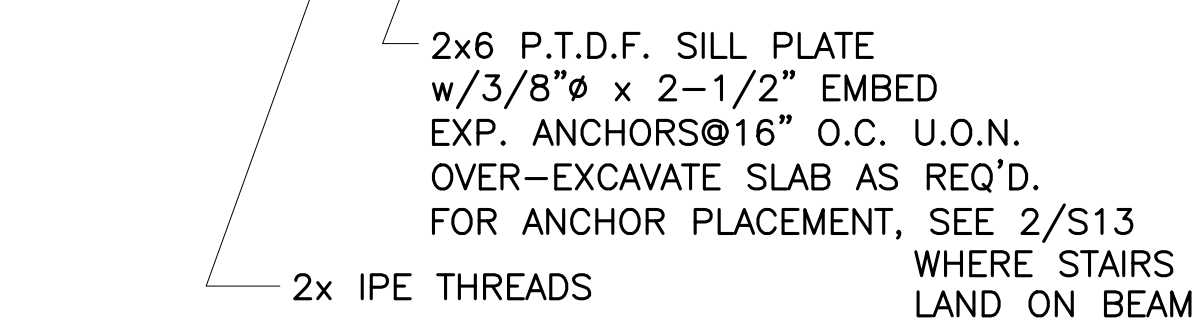 2x6 P.T.D.F. SILL PLATE
w/3/8”ø x 2-1/2” EMBED
EXP. ANCHORS@16” O.C. U.O.N.
OVER-EXCAVATE SLAB AS REQ’D.
FOR ANCHOR PLACEMENT, SEE 2/S13
WHERE STAIRS
LAND ON BEAM
2x IPE THREADS